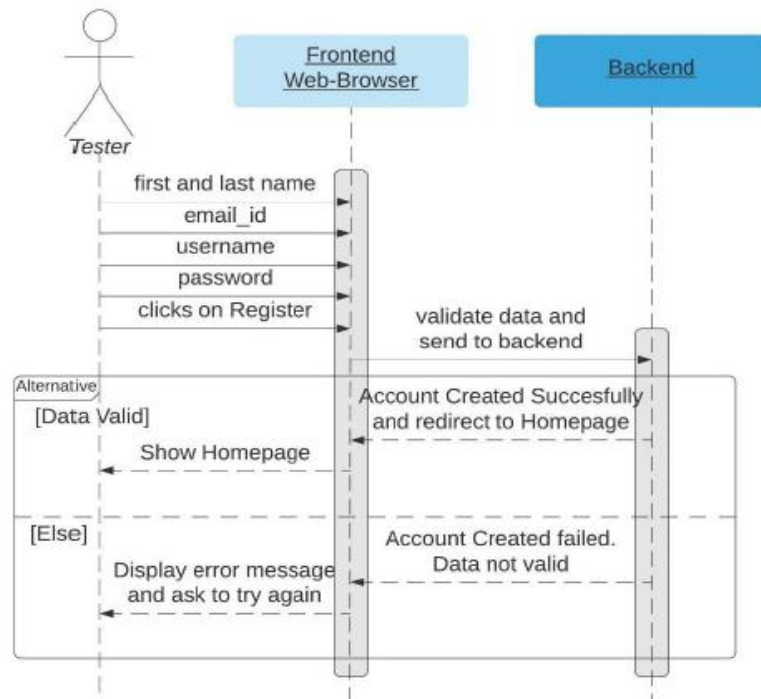 Frontend
Web-Browser
Backend
Tester
first and last name
email_id
username
password
clicks on Register
validate data and
send to backend
Alternative
[Data Valid]
Account Created Succesfully
and redirect to Homepage
Show Homepage
[Else]
Account Created failed.
Data not valid
Display error message
and ask to try again